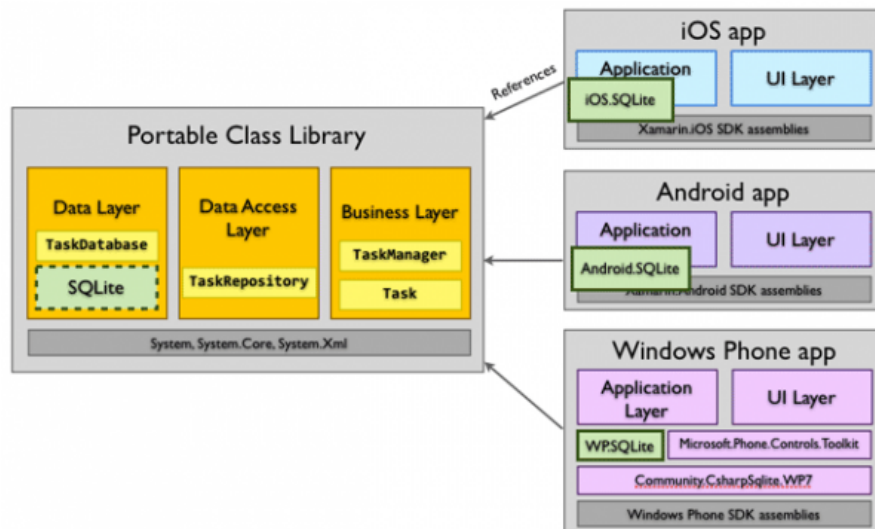 iOS app
Application
UI Layer
iOS.SQLite
Xamarin.iOS SDK assemblies
References
Portable Class Library
Data Layer
TaskDatabase
SQLite
Data Access
Layer
TaskRepository
Business Layer
TaskManager
Task
System, System.Core, System.Xml
Android app
Application
UI Layer
Android.SQLite
Xamarin.Android SDK assemblies
Windows Phone app
Application
Layer
UI Layer
WP.SQLite
Microsoft.Phone.Controls.Toolkit
Community.CsharpSqlite.WP7
Windows Phone SDK assemblies